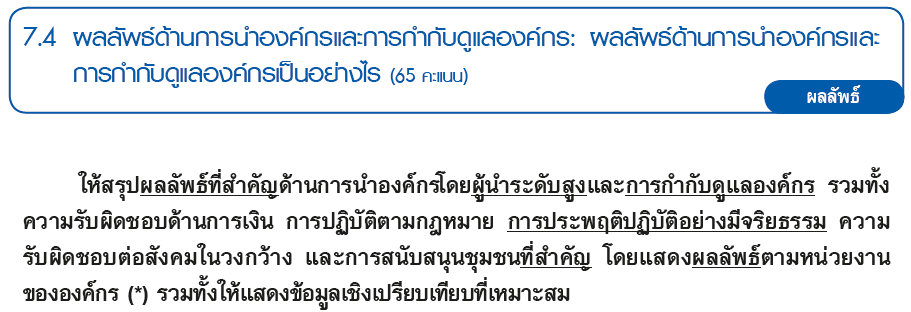 7.4 ผลลัพธ์ด้านการนำองค์กรและการกำกับดูแลองค์กร: ผลลัพธ์ด้านการนำองค์กรและ
การกำกับดูแลองค์กรเป็นอย่างไร (65 คะแนน)
ผลลัพธ์
ให้สรุปผลลัพธ์ที่สำคัญด้านการนำองค์กรโดยผู้นำระดับสูงและการกำกับดูแลองค์กร รวมทั้ง
ความรับผิดชอบด้านการเงิน การปฏิบัติตามกฎหมาย การประพฤติปฏิบัติอย่างมีจริยธรรม ความ
รับผิดชอบต่อสังคมในวงกว้าง และการสนับสนุนชุมชนที่สำคัญ โดยแสดงผลลัพธ์ตามหน่วยงาน
ขององค์กร (*) รวมทั้งให้แสดงข้อมูลเชิงเปรียบเทียบที่เหมาะสม